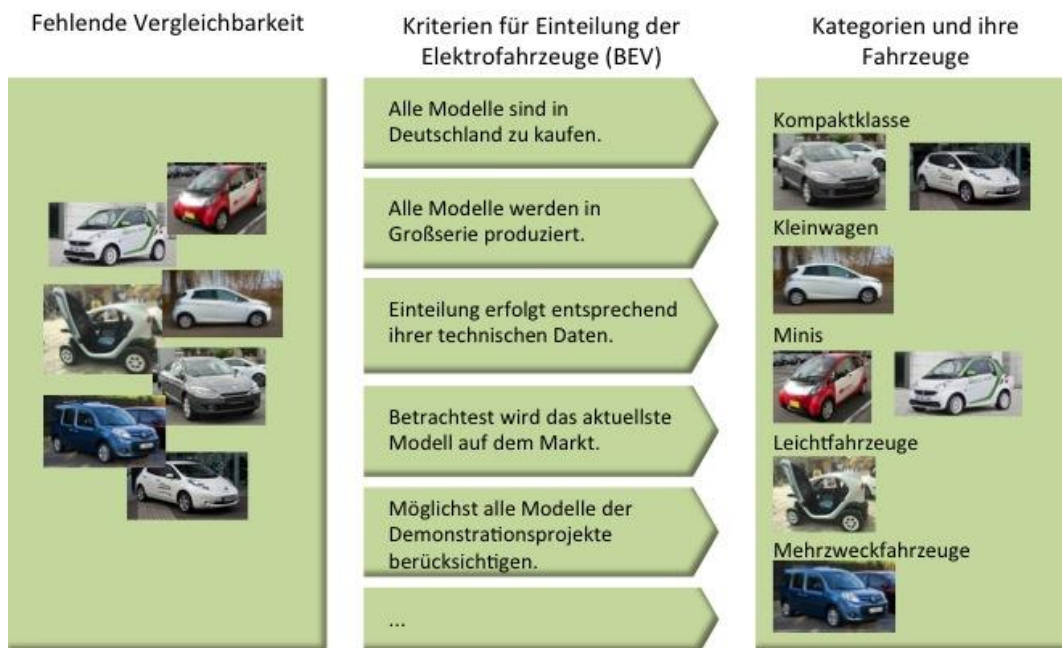 Fehlende Vergleichbarkeit
Kriterien für Einteilung der
Elektrofahrzeuge (BEV)
Kategorien und ihre
Fahrzeuge
Alle Modelle sind in
Deutschland zu kaufen.
Alle Modelle werden in
Großserie produziert.
Einteilung erfolgt entsprechend
ihrer technischen Daten.
Betrachtest wird das aktuellste
Modell auf dem Markt.
Möglichst alle Modelle der
Demonstrationsprojekte
berücksichtigen.
...
Kompaktklasse
Kleinwagen
Minis
Leichtfahrzeuge
Mehrzweckfahrzeuge